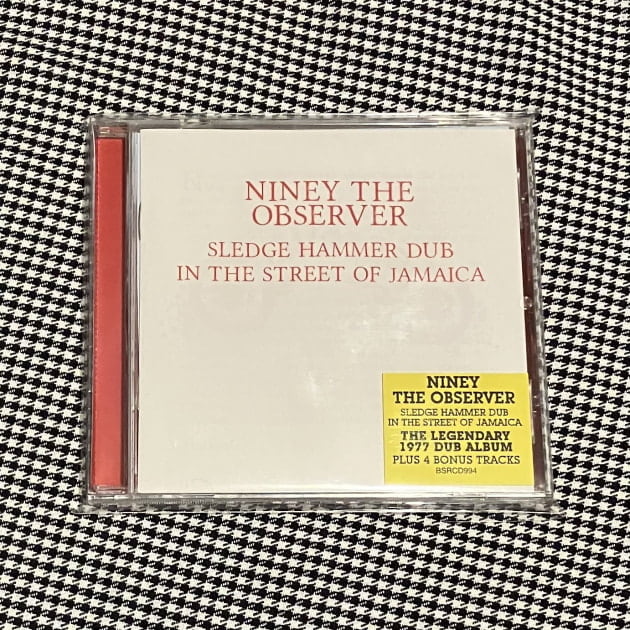 NINEY THE
OBSERVER
SLEDGE HAMMER DUB
IN THE STREET OF JAMAICA
NINEY
THE OBSERVER
SLEDGE HAMMER DUB
IN THE STREET OF JAMAICA
THE LEGENDARY
1977 DUB ALBUM
PLUS 4 BONUS TRACKS
BSRCD994